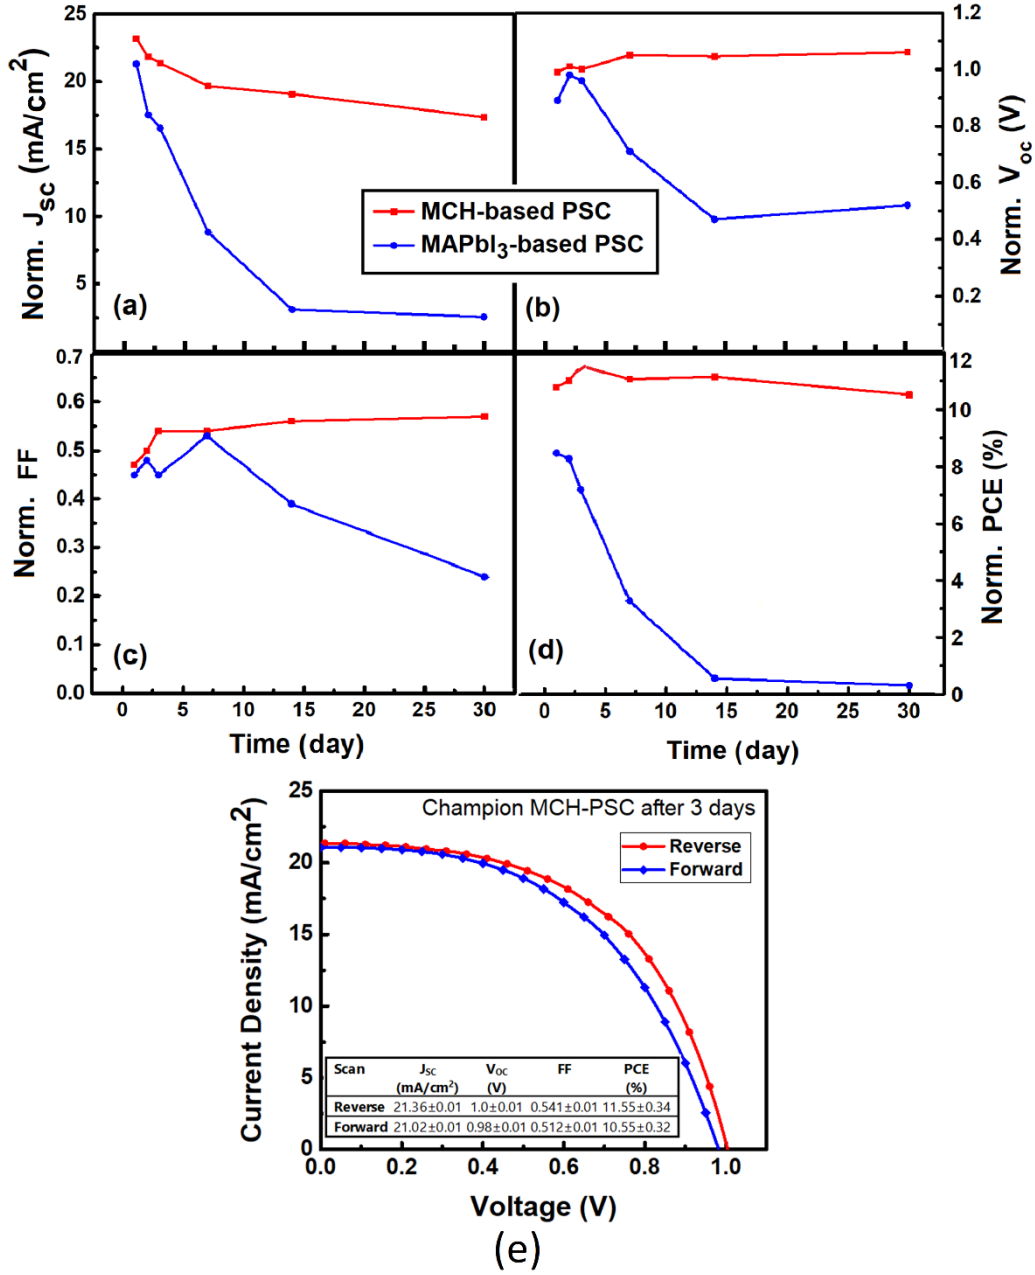 25
20
15
10
5
Norm. JSC (mA/cm2)
(a)
1.2
1.0
0.8
0.6
0.4
0.2
Norm. Voc (V)
(b)
MCH-based PSC
MAPbI3-based PSC
0.7
0.6
0.5
0.4
0.3
0.2
0.1
0.0
Norm. FF
(c)
0 5 10 15 20 25 30
Time (day)
12
10
8
6
4
2
0
Norm. PCE (%)
(d)
0 5 10 15 20 25 30
Time (day)
25
20
15
10
5
0
Current Density (mA/cm2)
Champion MCH-PSC after 3 days
Reverse
Forward
Scan JSC VOC FF PCE
(mA/cm2) (V) (%)
Reverse 21.36±0.01 1.0±0.01 0.541±0.01 11.55±0.34
Forward 21.02±0.01 0.98±0.01 0.512±0.01 10.55±0.32
0.0 0.2 0.4 0.6 0.8 1.0
Voltage (V)
(e)